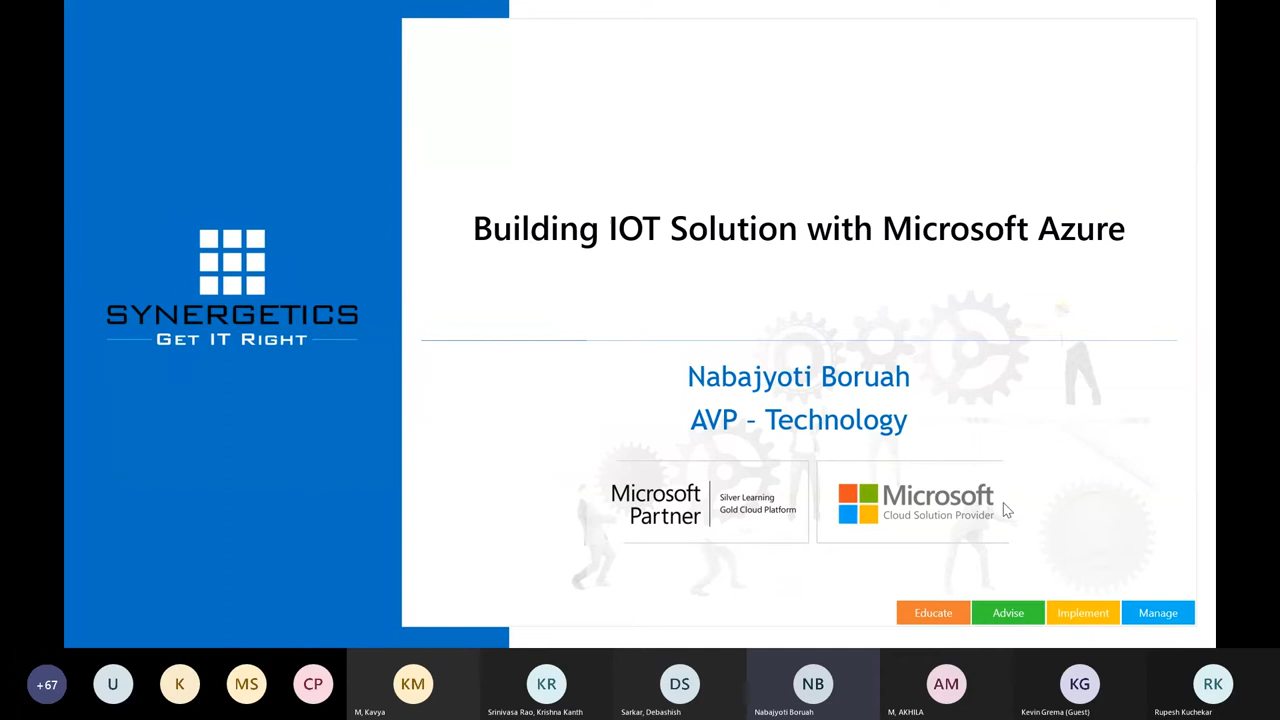 Building IOT Solution with Microsoft Azure
SYNERGETICS
GET IT RIGHT
Nabajyoti Boruah
AVP - Technology
Microsoft
Partner
Silver Learning
Gold Cloud Platform
Microsoft
Cloud Solution Provider
Educate
Advise
Implement
Manage
+67
U
K
MS
CP
KM
KR
DS
NB
AM
KG
RK
M, Kavya
Srinivasa Rao, Krishna Kanth
Sarkar, Debashish
Nabajyoti Boruah
M, AKHILA
Kevin Grema (Guest)
Rupesh Kuchekar